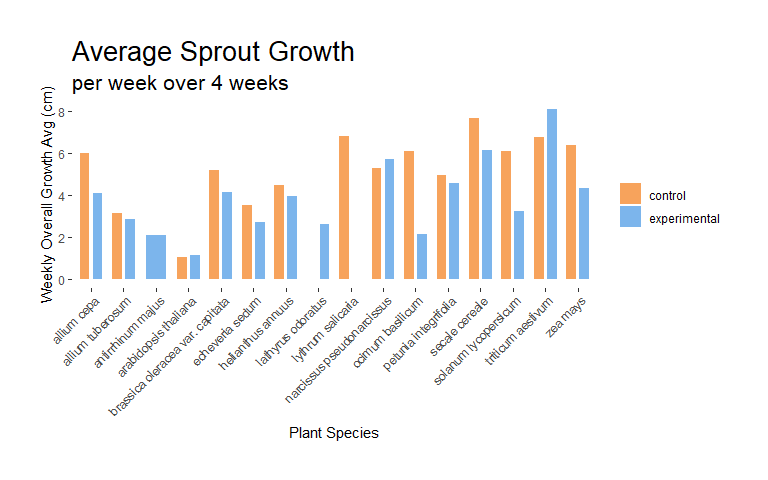 Average Sprout Growth
per week over 4 weeks
Weekly Overall Growth Avg (cm)
8
6
4
2
0
control
experimental
allium cepa
allium tuberosum
antirrhinum majus
arabidopsis thaliana
brassica oleracea var. capitata
echeveria sedum
helianthus annuus
lathyrus odoratus
lythrum salicaria
narcissus pseudonarcissus
ocimum basilicum
petunia integrifolia
secale cereale
solanum lycopersicum
triticum aestivum
zea mays
Plant Species